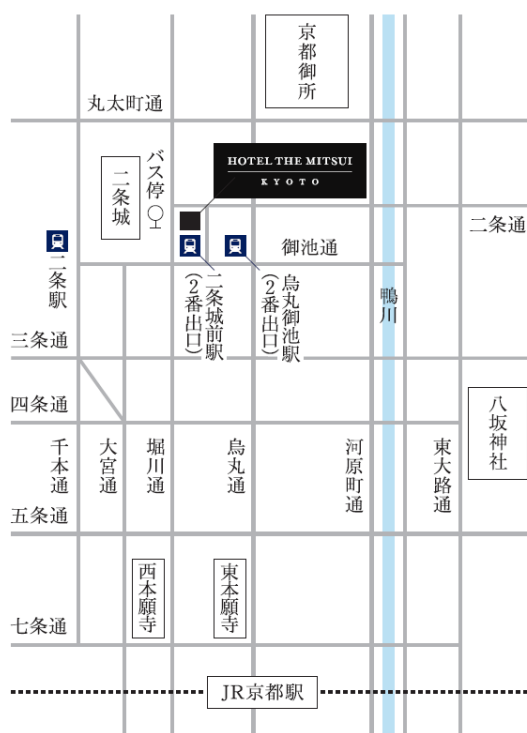 京都御所
丸太町通
HOTEL THE MITSUI
KYOTO
バス停
二条城
二条通
御池通
二条駅
二条城前駅
（2番出口）
烏丸御池駅
（2番出口）
鴨川
三条通
四条通
八坂神社
千本通
大宮通
堀川通
烏丸通
河原町通
東大路通
五条通
西本願寺
東本願寺
七条通
JR京都駅